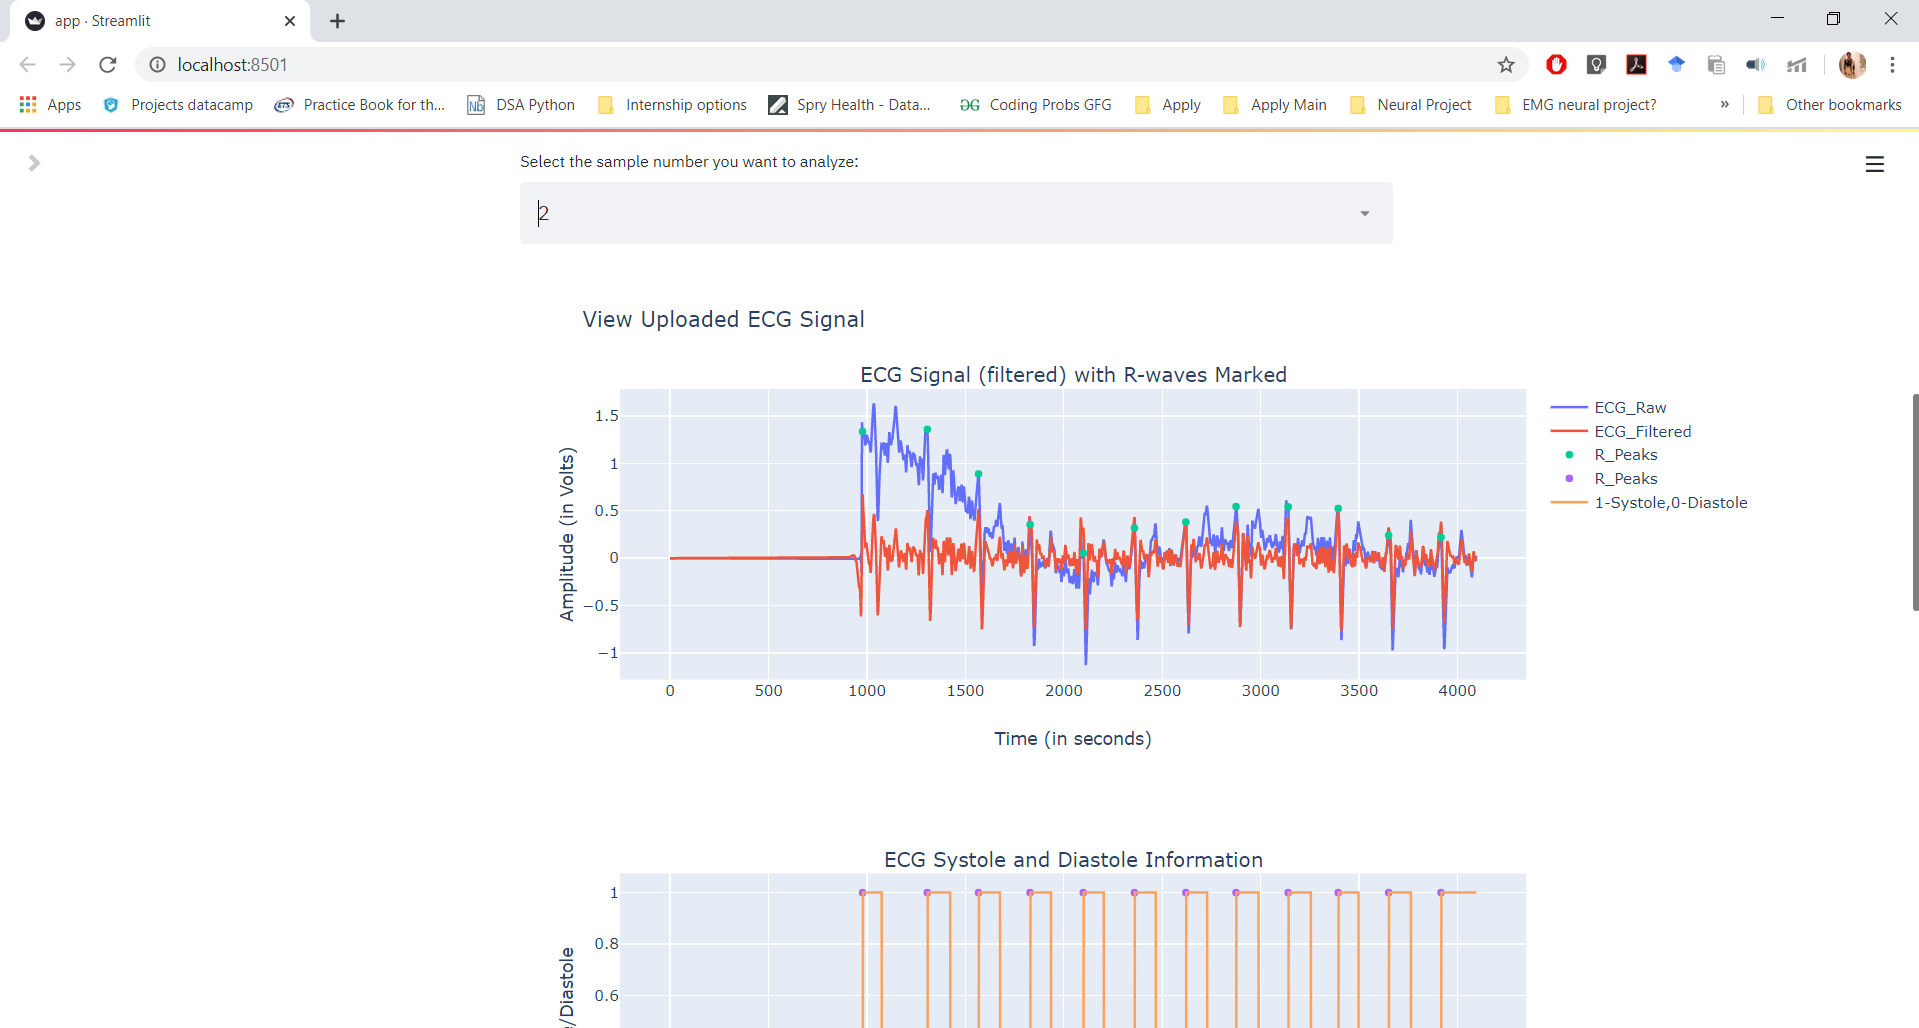 app · Streamlit
localhost:8501
Apps Projects datacamp Practice Book for th... DSA Python Internship options Spry Health - Data... Coding Probs GFG Apply Apply Main Neural Project EMG neural project? » Other bookmarks
Select the sample number you want to analyze:
2
View Uploaded ECG Signal
ECG Signal (filtered) with R-waves Marked
1.5
1
0.5
0
−0.5
−1
Amplitude (in Volts)
0 500 1000 1500 2000 2500 3000 3500 4000
Time (in seconds)
ECG_Raw
ECG_Filtered
R_Peaks
R_Peaks
1-Systole,0-Diastole
ECG Systole and Diastole Information
1
0.8
0.6
/Diastole